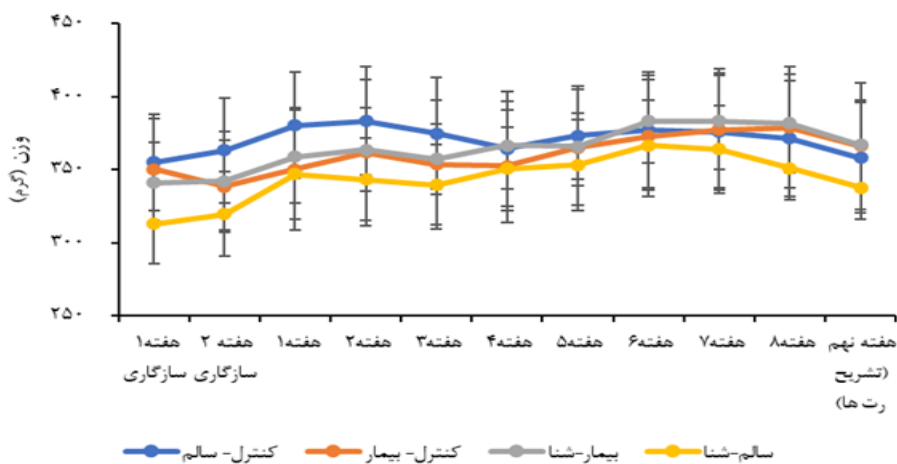 وزن (گرم)
۴۵۰
۴۰۰
۳۵۰
۳۰۰
۲۵۰
هفته۱ سازگاری
هفته ۲ سازگاری
هفته۱
هفته۲
هفته۳
هفته۴
هفته۵
هفته۶
هفته۷
هفته۸
هفته نهم
(تشریح
رت ها)
کنترل- سالم
کنترل- بیمار
بیمار-شنا
سالم-شنا